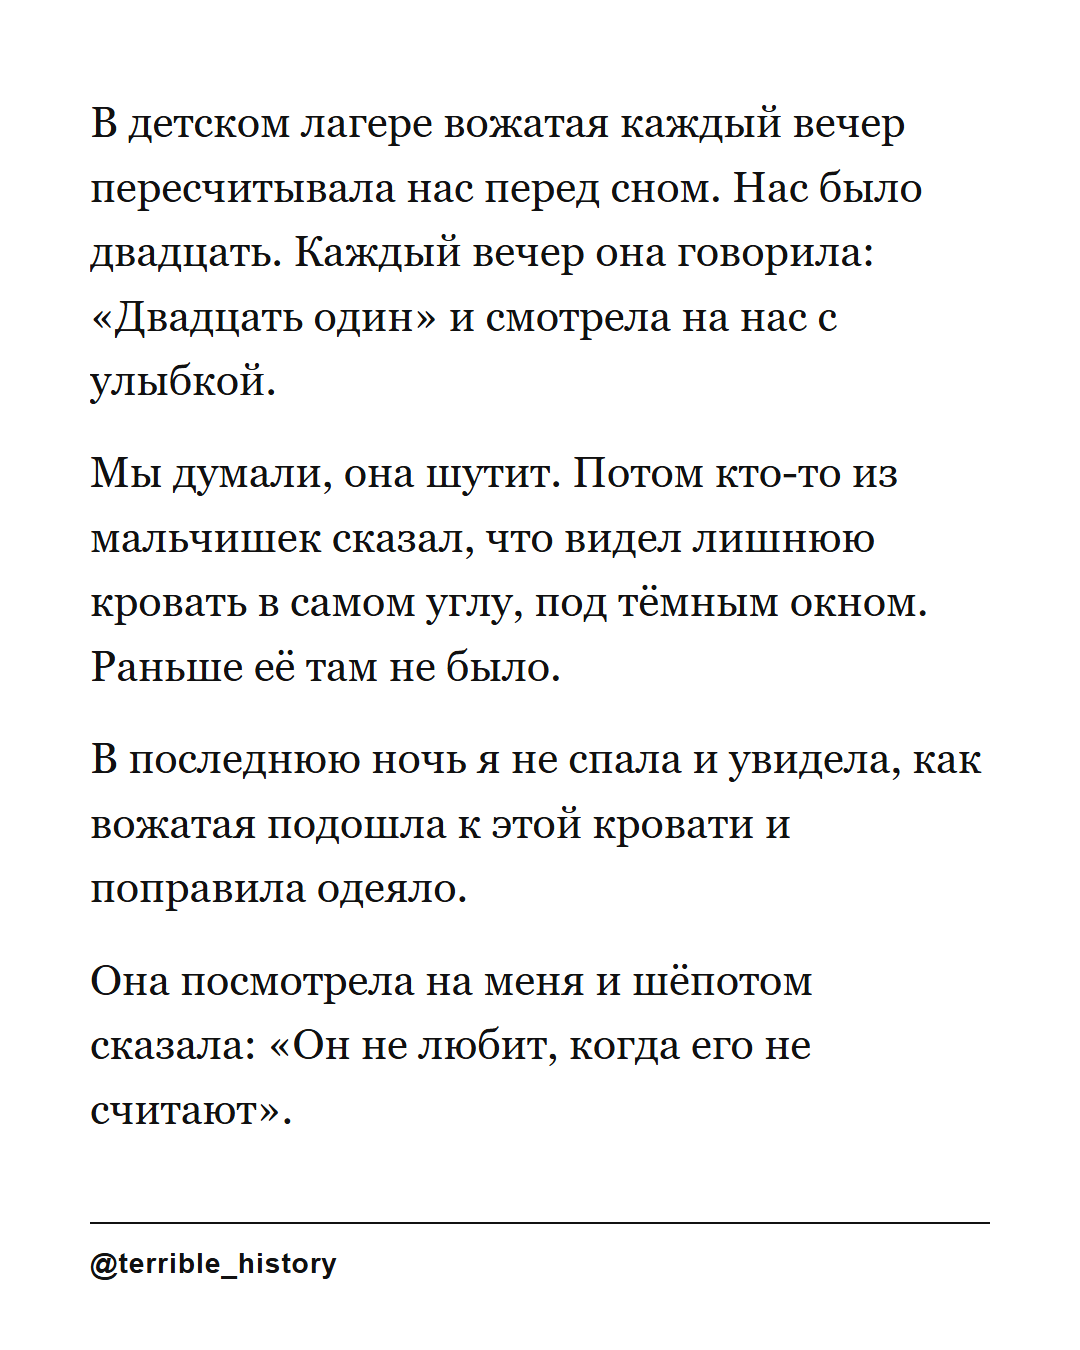 В детском лагере вожатая каждый вечер
пересчитывала нас перед сном. Нас было
двадцать. Каждый вечер она говорила:
«Двадцать один» и смотрела на нас с
улыбкой.
Мы думали, она шутит. Потом кто-то из
мальчишек сказал, что видел лишнюю
кровать в самом углу, под тёмным окном.
Раньше её там не было.
В последнюю ночь я не спала и увидела, как
вожатая подошла к этой кровати и
поправила одеяло.
Она посмотрела на меня и шёпотом
сказала: «Он не любит, когда его не
считают».
@terrible_history